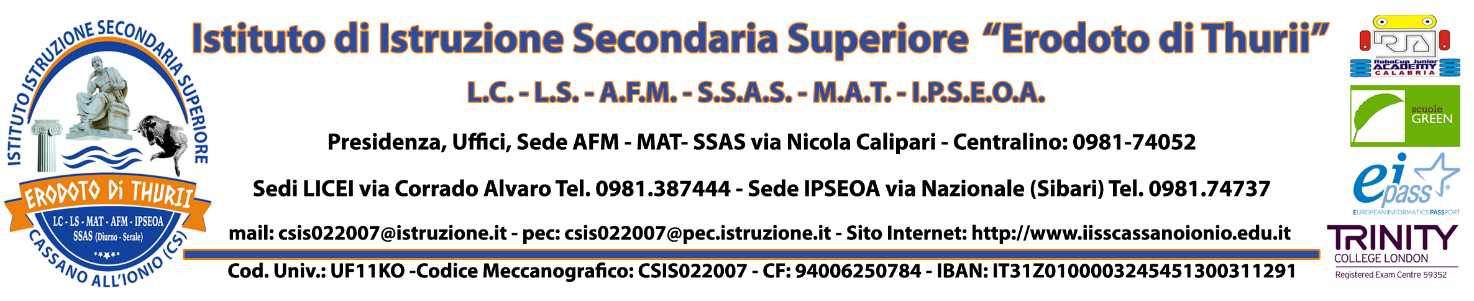 ISTITUTO ISTRUZIONE SECONDARIA SUPERIORE
ERODOTO Di THURII
LC - LS - MAT - AFM - IPSEOA
SSAS (Diurno - Serale)
CASSANO ALL'IONIO (CS)
Istituto di Istruzione Secondaria Superiore “Erodoto di Thurii”
L.C. - L.S. - A.F.M. - S.S.A.S. - M.A.T. - I.P.S.E.O.A.
Presidenza, Uffici, Sede AFM - MAT- SSAS via Nicola Calipari - Centralino: 0981-74052
Sedi LICEI via Corrado Alvaro Tel. 0981.387444 - Sede IPSEOA via Nazionale (Sibari) Tel. 0981.74737
mail: csis022007@istruzione.it - pec: csis022007@pec.istruzione.it - Sito Internet: http://www.iisscassanoionio.edu.it
Cod. Univ.: UF11KO -Codice Meccanografico: CSIS022007 - CF: 94006250784 - IBAN: IT31Z0100003245451300311291
RJA
RoboCup Junior
ACADEMY
CALABRIA
scuole
GREEN
ei
pass
EUROPEAN INFORMATICS PASSPORT
TRINITY
COLLEGE LONDON
Registered Exam Centre 59352